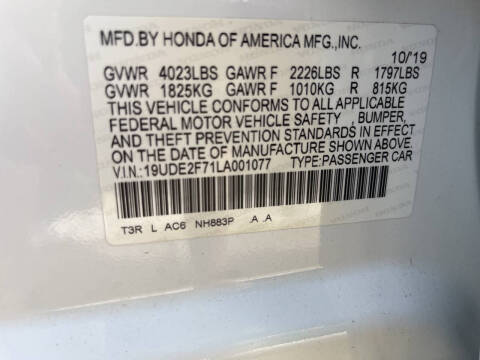 MFD.BY HONDA OF AMERICA MFG.,INC.
10/'19
GVWR 4023LBS GAWR F 2226LBS R 1797LBS
GVWR 1825KG GAWR F 1010KG R 815KG
THIS VEHICLE CONFORMS TO ALL APPLICABLE
FEDERAL MOTOR VEHICLE SAFETY , BUMPER,
AND THEFT PREVENTION STANDARDS IN EFFECT
ON THE DATE OF MANUFACTURE SHOWN ABOVE.
V.I.N.:19UDE2F71LA001077 TYPE:PASSENGER CAR
T3R L AC6 NH883P .A .A